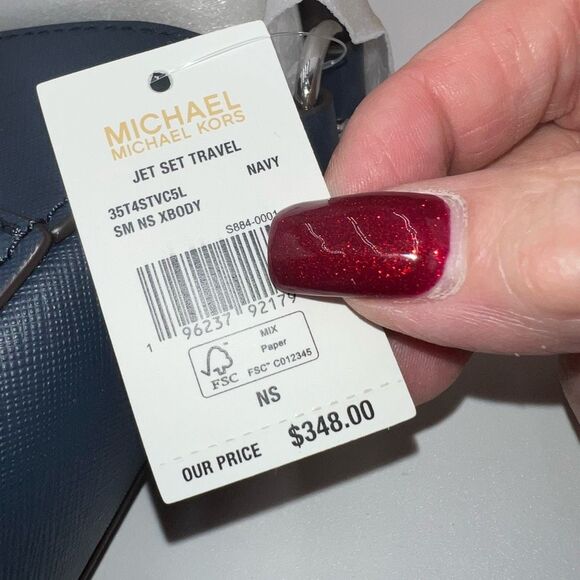 MICHAEL
MICHAEL KORS
JET SET TRAVEL
35T4STVC5L NAVY
SM NS XBODY
S884-0001
1 96237 92179
FSC
MIX
Paper
FSC™ C012345
NS
OUR PRICE $348.00